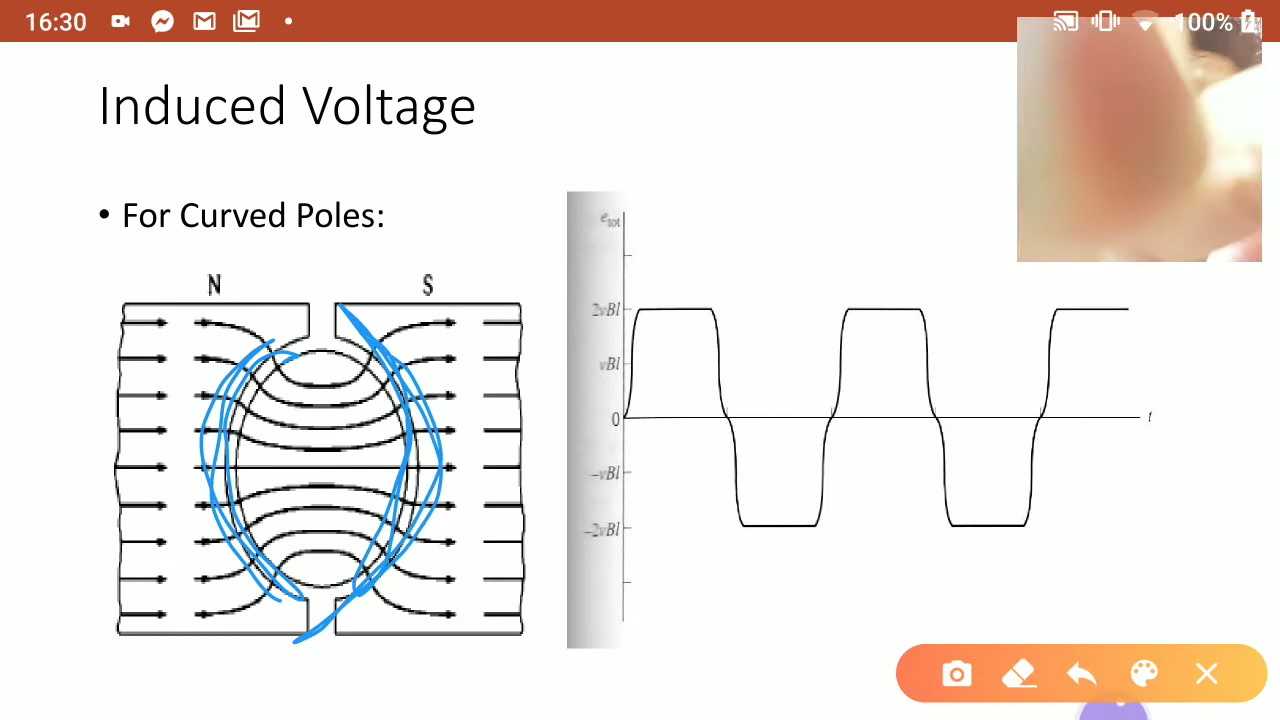 16:30
100%
Induced Voltage
• For Curved Poles:
N S
e_tot
2vBl
vBl
0
t
−vBl
−2vBl